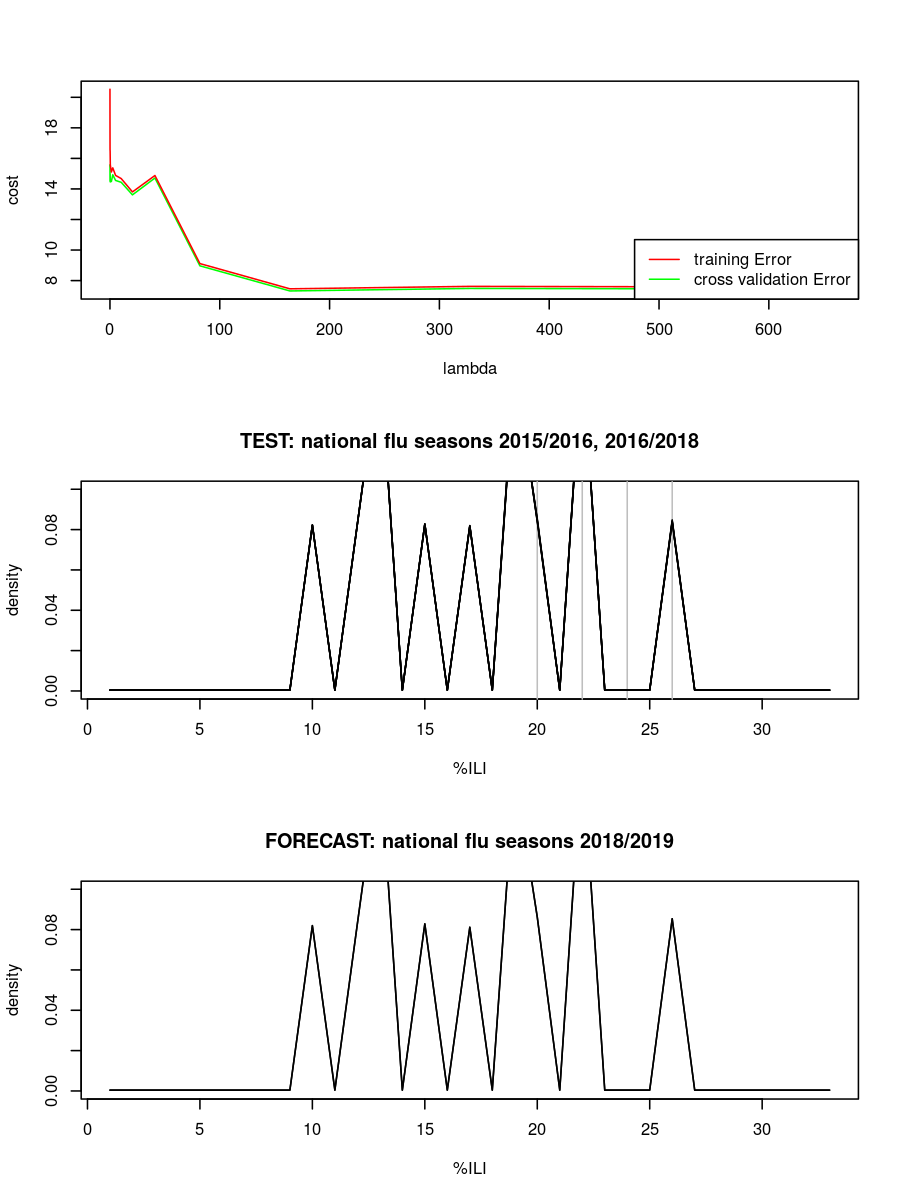 cost
8 10 14 18
training Error
cross validation Error
0 100 200 300 400 500 600
lambda
TEST: national flu seasons 2015/2016, 2016/2018
density
0.00 0.04 0.08
0 5 10 15 20 25 30
%ILI
FORECAST: national flu seasons 2018/2019
density
0.00 0.04 0.08
0 5 10 15 20 25 30
%ILI